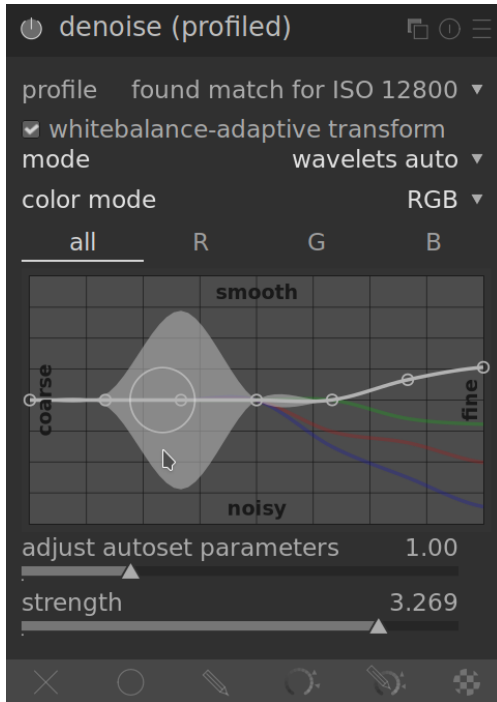 denoise (profiled)
profile found match for ISO 12800
whitebalance-adaptive transform
mode wavelets auto
color mode RGB
all R G B
smooth
coarse
fine
noisy
adjust autoset parameters 1.00
strength 3.269